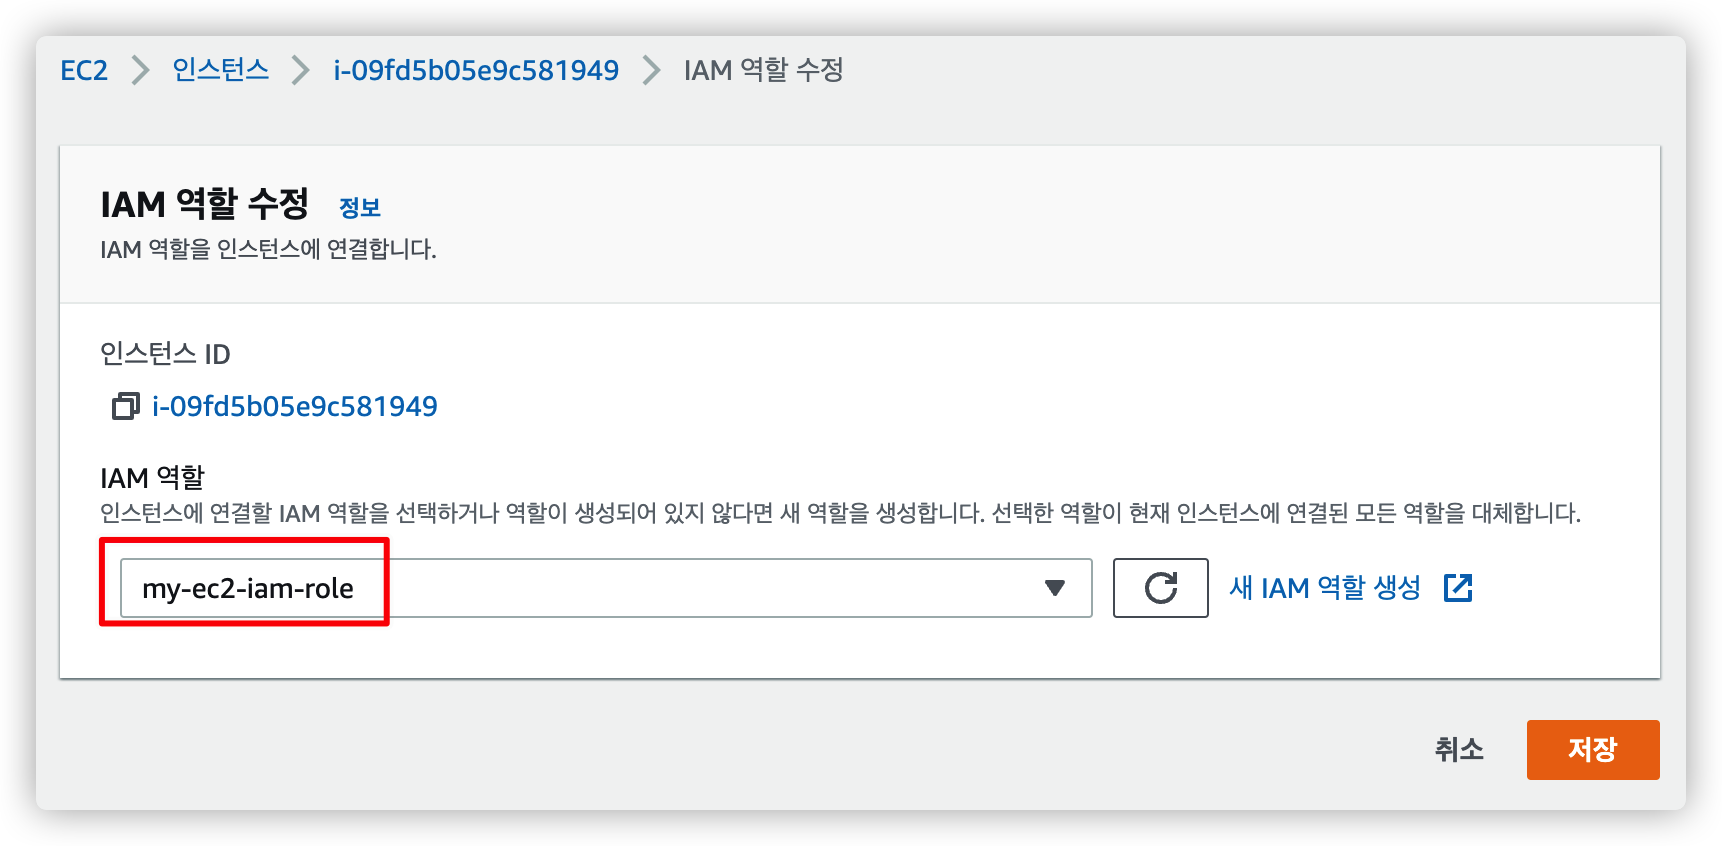 EC2 > 인스턴스 > i-09fd5b05e9c581949 > IAM 역할 수정
IAM 역할 수정 정보
IAM 역할을 인스턴스에 연결합니다.
인스턴스 ID
i-09fd5b05e9c581949
IAM 역할
인스턴스에 연결할 IAM 역할을 선택하거나 역할이 생성되어 있지 않다면 새 역할을 생성합니다. 선택한 역할이 현재 인스턴스에 연결된 모든 역할을 대체합니다.
my-ec2-iam-role 새 IAM 역할 생성
취소 저장